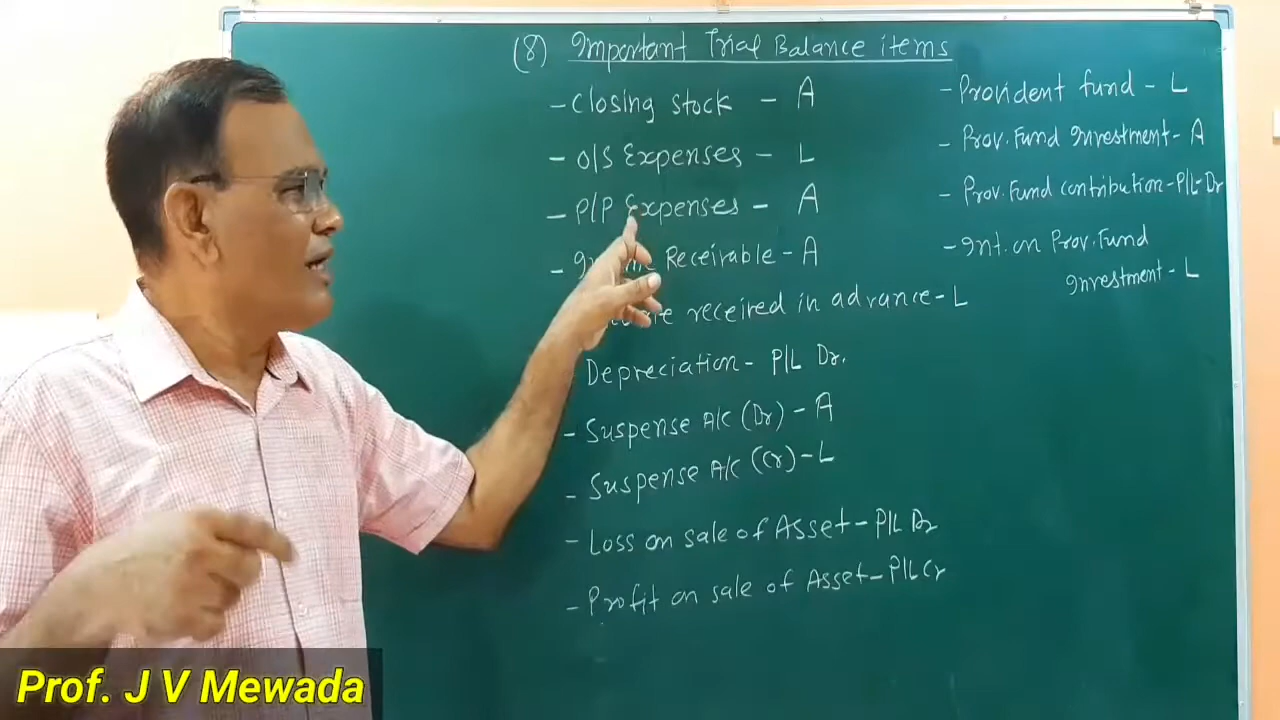 (8) Important Trial Balance items
- Closing stock - A
- O/S Expenses - L
- P/P Expenses - A
- Receivable - A
received in advance - L
Depreciation - P/L Dr.
- Suspense A/c (Dr) - A
- Suspense A/c (Cr) - L
- Loss on sale of Asset - P/L Dr
- Profit on sale of Asset - P/L Cr
- Provident fund - L
- Prov. Fund Investment - A
- Prov. Fund contribution - P/L - Dr
- Int. on Prov. Fund
Investment - L
Prof. J V Mewada